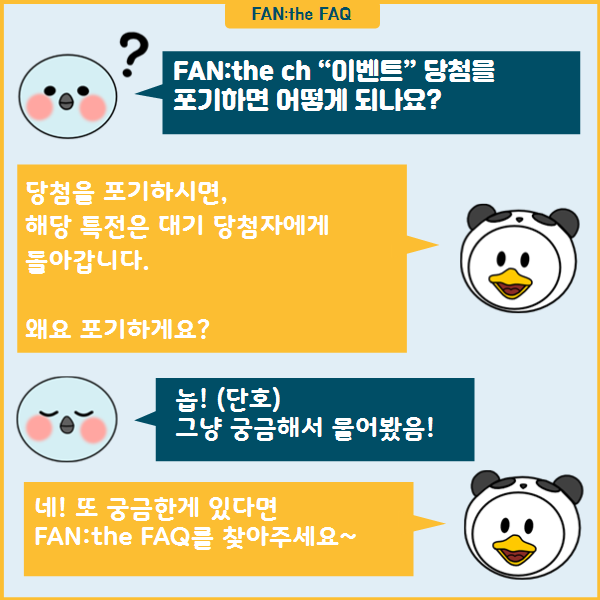 FAN:the FAQ
?
FAN:the ch “이벤트” 당첨을
포기하면 어떻게 되나요?
당첨을 포기하시면,
해당 특전은 대기 당첨자에게
돌아갑니다.
왜요 포기하게요?
놉! (단호)
그냥 궁금해서 물어봤음!
네! 또 궁금한게 있다면
FAN:the FAQ를 찾아주세요~